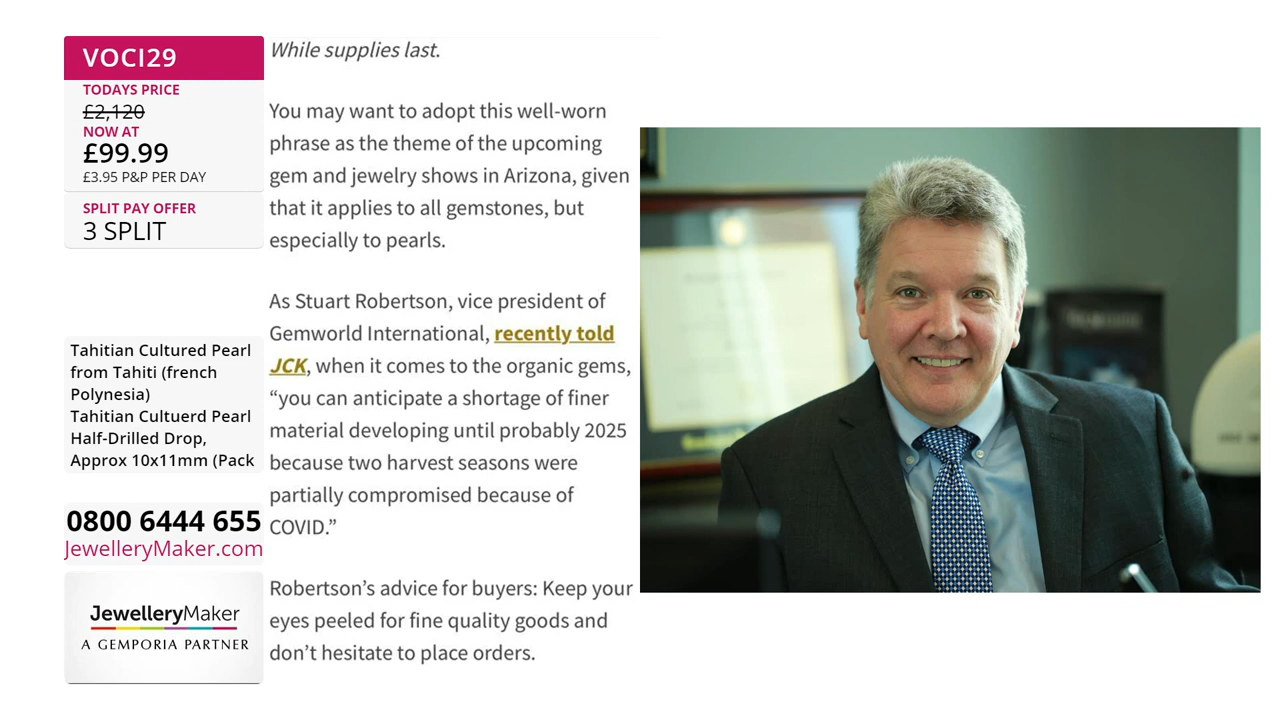 VOCI29
TODAYS PRICE
£2,120
NOW AT
£99.99
£3.95 P&P PER DAY
SPLIT PAY OFFER
3 SPLIT
Tahitian Cultured Pearl
from Tahiti (french
Polynesia)
Tahitian Cultuerd Pearl
Half-Drilled Drop,
Approx 10x11mm (Pack
0800 6444 655
JewelleryMaker.com
JewelleryMaker
A GEMPORIA PARTNER
While supplies last.
You may want to adopt this well-worn
phrase as the theme of the upcoming
gem and jewelry shows in Arizona, given
that it applies to all gemstones, but
especially to pearls.
As Stuart Robertson, vice president of
Gemworld International, recently told
JCK, when it comes to the organic gems,
“you can anticipate a shortage of finer
material developing until probably 2025
because two harvest seasons were
partially compromised because of
COVID.”
Robertson’s advice for buyers: Keep your
eyes peeled for fine quality goods and
don’t hesitate to place orders.